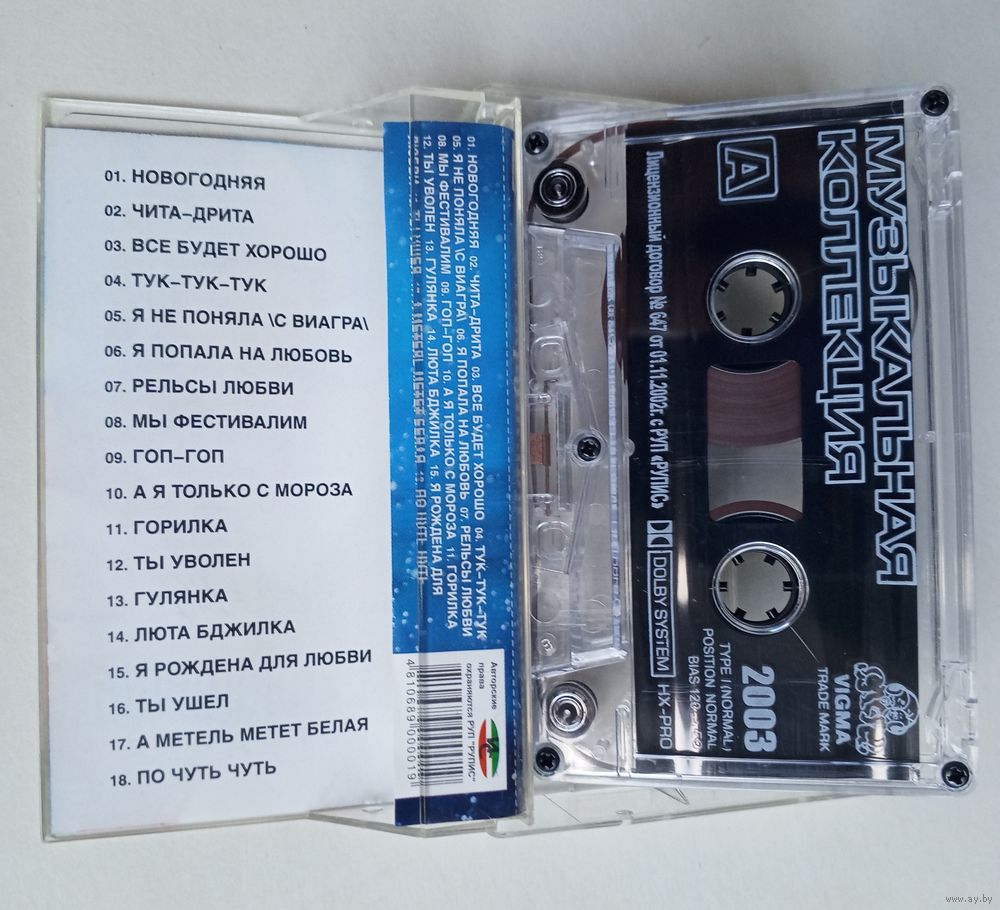 01. НОВОГОДНЯЯ
02. ЧИТА–ДРИТА
03. ВСЕ БУДЕТ ХОРОШО
04. ТУК–ТУК–ТУК
05. Я НЕ ПОНЯЛА \С ВИАГРА\
06. Я ПОПАЛА НА ЛЮБОВЬ
07. РЕЛЬСЫ ЛЮБВИ
08. МЫ ФЕСТИВАЛИМ
09. ГОП–ГОП
10. А Я ТОЛЬКО С МОРОЗА
11. ГОРИЛКА
12. ТЫ УВОЛЕН
13. ГУЛЯНКА
14. ЛЮТА БДЖИЛКА
15. Я РОЖДЕНА ДЛЯ ЛЮБВИ
16. ТЫ УШЕЛ
17. А МЕТЕЛЬ МЕТЕТ БЕЛАЯ
18. ПО ЧУТЬ ЧУТЬ
01. НОВОГОДНЯЯ 02. ЧИТА–ДРИТА 03. ВСЕ БУДЕТ ХОРОШО 04. ТУК–ТУК–ТУК
05. Я НЕ ПОНЯЛА \С ВИАГРА\ 06. Я ПОПАЛА НА ЛЮБОВЬ 07. РЕЛЬСЫ ЛЮБВИ
08. МЫ ФЕСТИВАЛИМ 09. ГОП–ГОП 10. А Я ТОЛЬКО С МОРОЗА 11. ГОРИЛКА
12. ТЫ УВОЛЕН 13. ГУЛЯНКА 14. ЛЮТА БДЖИЛКА 15. Я РОЖДЕНА ДЛЯ
Авторские
права
охраняются РУП "РУПИС"
4810689000019
МУЗЫКАЛЬНАЯ
КОЛЛЕКЦИЯ
A
Лицензионный договор № 647 от 01.11.2002г. с РУП «РУПИС»
DOLBY SYSTEM HX-PRO
VIGMA
TRADE MARK
2003
TYPE I (NORMAL)
POSITION NORMAL
BIAS 120
www.ay.by